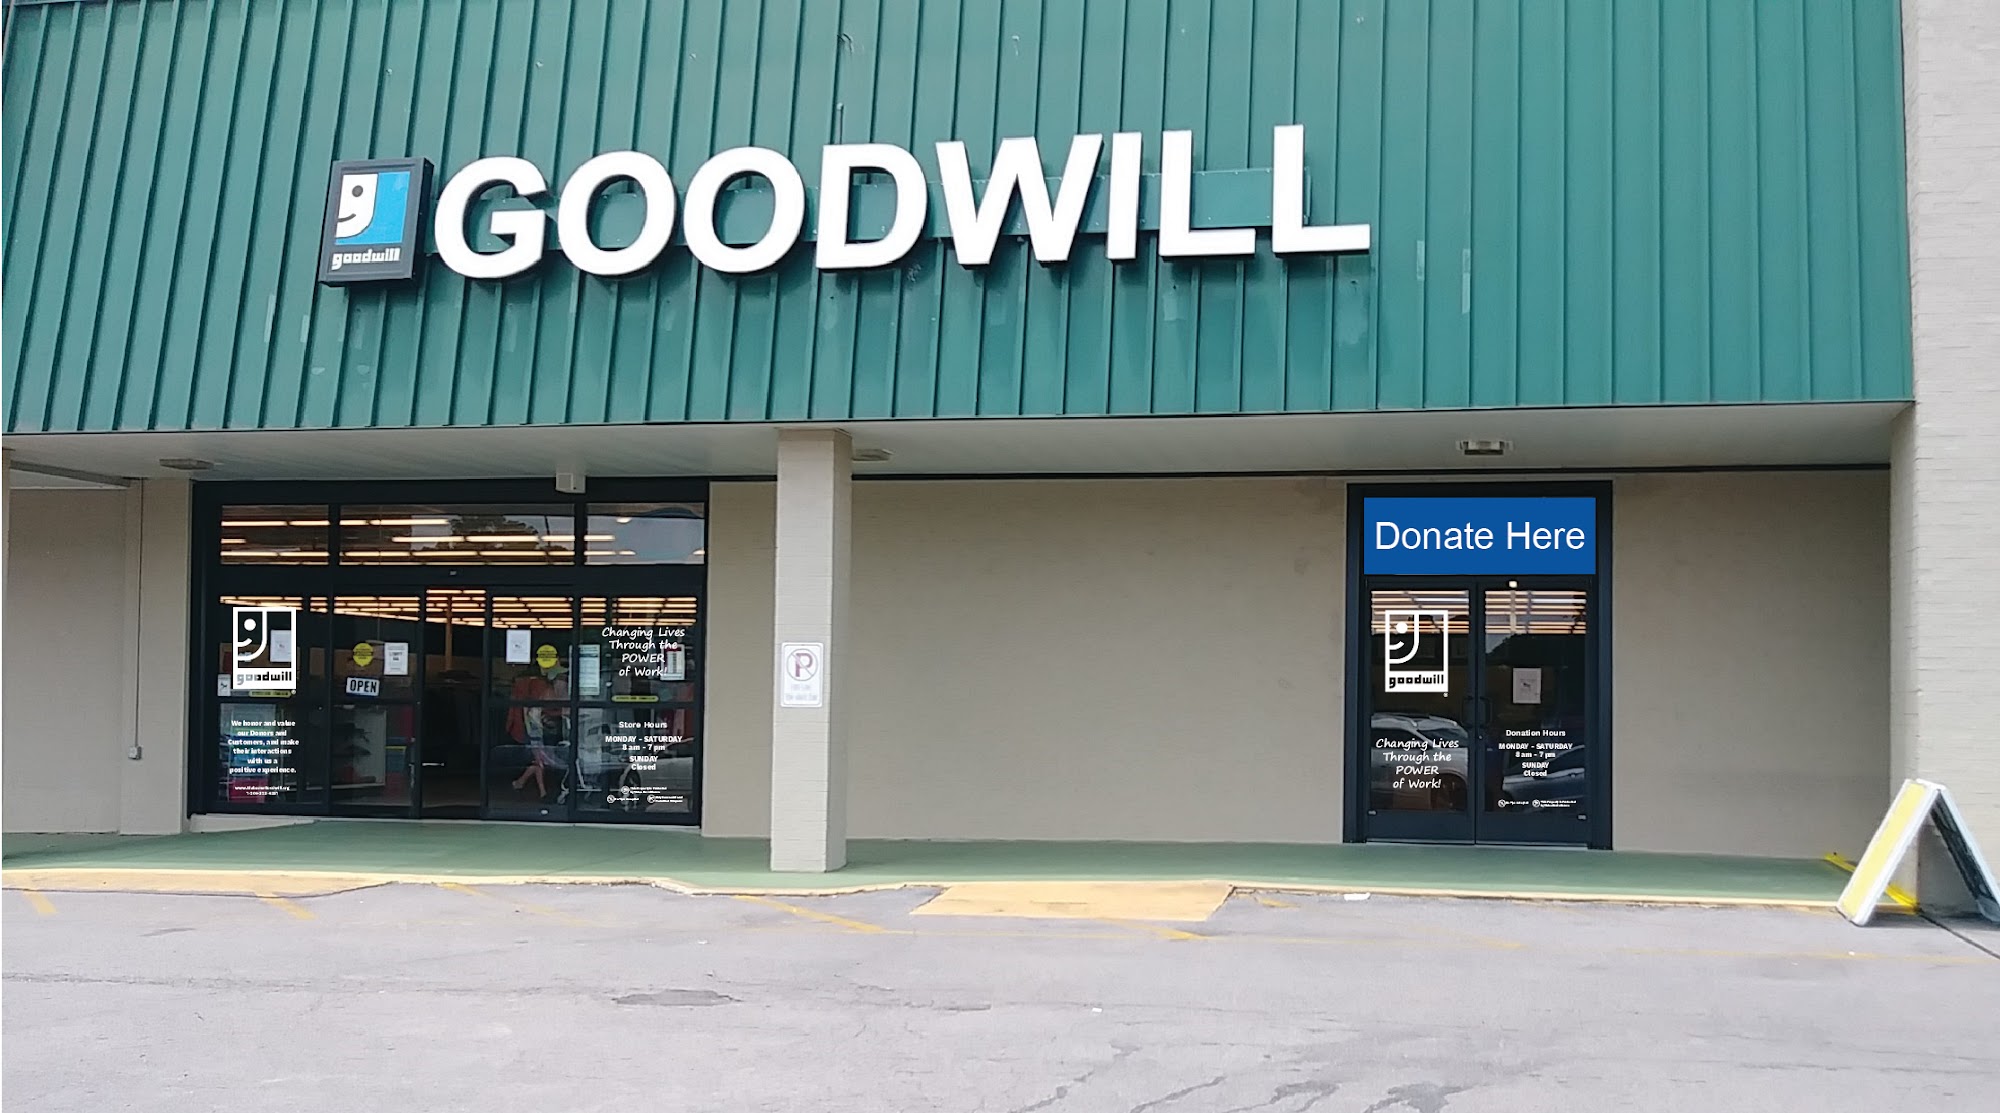 goodwill
GOODWILL
Donate Here
goodwill
OPEN
We honor and value
our Donors and
Customers, and make
their interactions
with us a
positive experience.
Changing Lives
Through the
POWER
of Work!
Store Hours
MONDAY - SATURDAY
8 am - 7 pm
SUNDAY
Closed
P
goodwill
Changing Lives
Through the
POWER
of Work!
Donation Hours
MONDAY - SATURDAY
8 am - 7 pm
SUNDAY
Closed